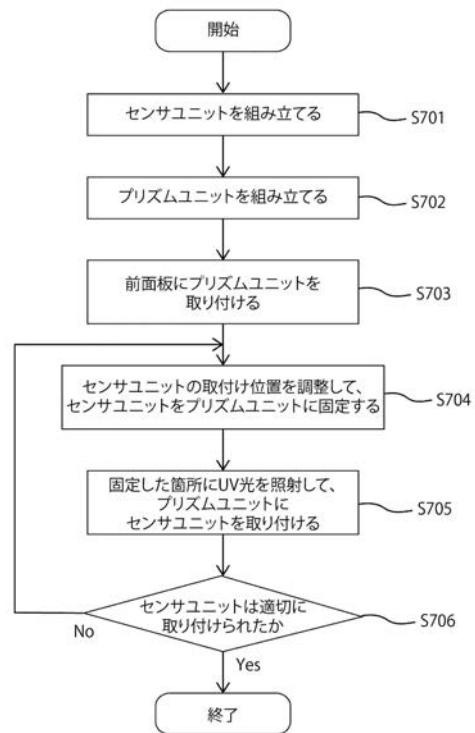 開始
センサユニットを組み立てる
S701
プリズムユニットを組み立てる
S702
前面板にプリズムユニットを
取り付ける
S703
センサユニットの取付け位置を調整して、
センサユニットをプリズムユニットに固定する
S704
固定した箇所にUV光を照射して、
プリズムユニットに
センサユニットを取り付ける
S705
センサユニットは適切に
取り付けられたか
S706
No
Yes
終了